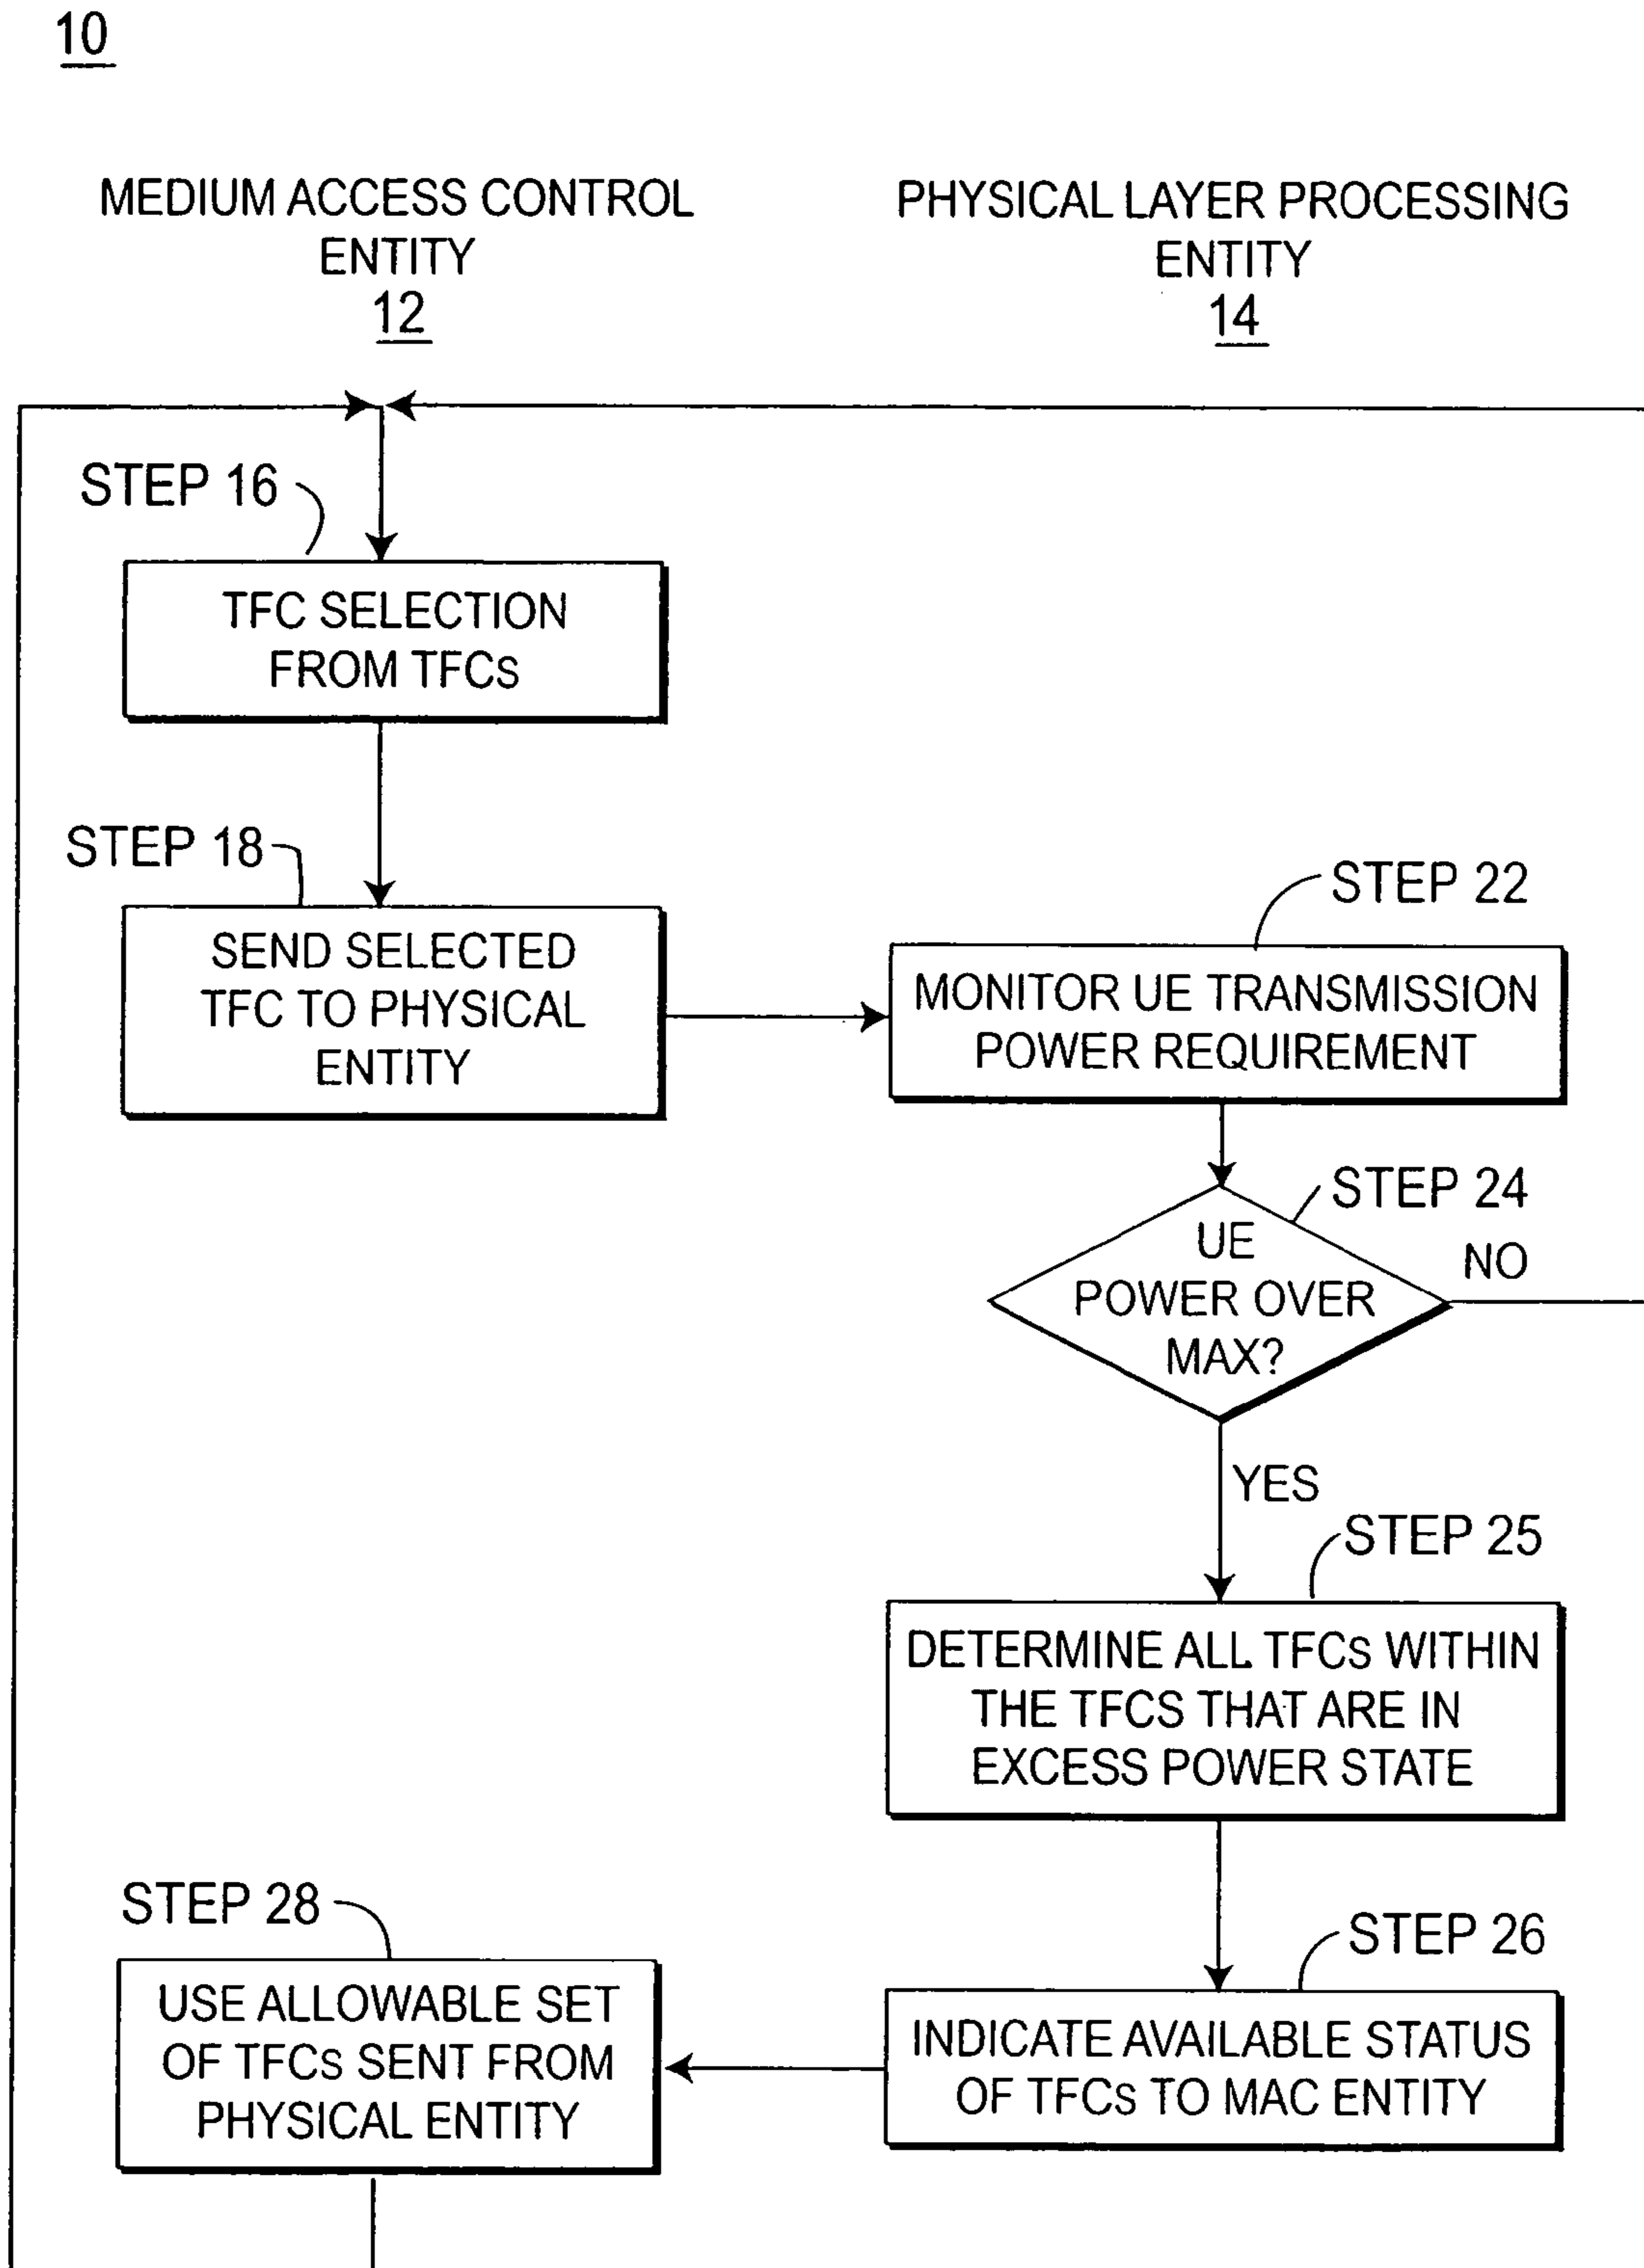 10
MEDIUM ACCESS CONTROL
ENTITY
12
PHYSICAL LAYER PROCESSING
ENTITY
14
STEP 16
TFC SELECTION
FROM TFCs
STEP 18
SEND SELECTED
TFC TO PHYSICAL
ENTITY
STEP 22
MONITOR UE TRANSMISSION
POWER REQUIREMENT
STEP 24
UE
POWER OVER
MAX?
NO
YES
STEP 25
DETERMINE ALL TFCs WITHIN
THE TFCS THAT ARE IN
EXCESS POWER STATE
STEP 26
INDICATE AVAILABLE STATUS
OF TFCs TO MAC ENTITY
STEP 28
USE ALLOWABLE SET
OF TFCs SENT FROM
PHYSICAL ENTITY